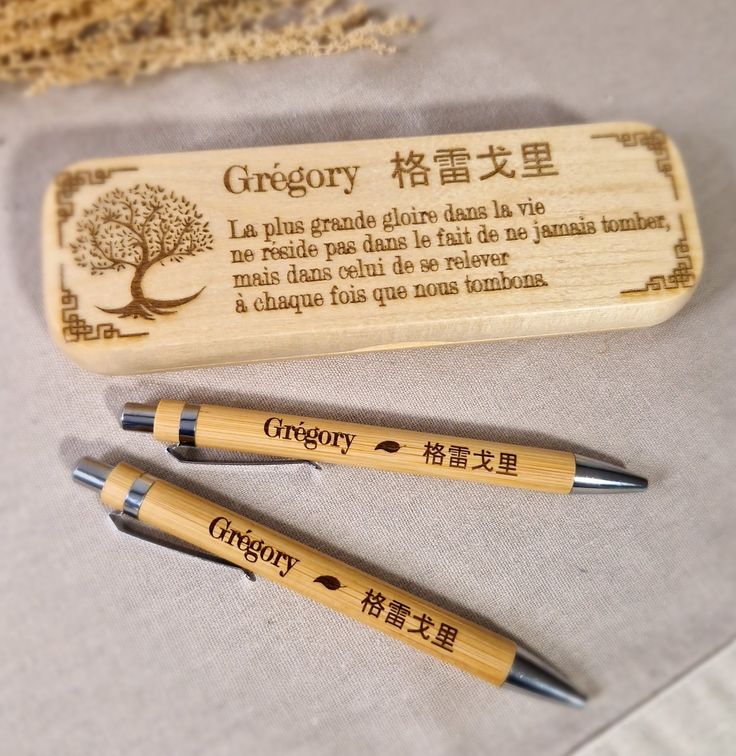 Grégory 格雷戈里
La plus grande gloire dans la vie
ne réside pas dans le fait de ne jamais tomber,
mais dans celui de se relever
à chaque fois que nous tombons.
Grégory 格雷戈里
Grégory 格雷戈里